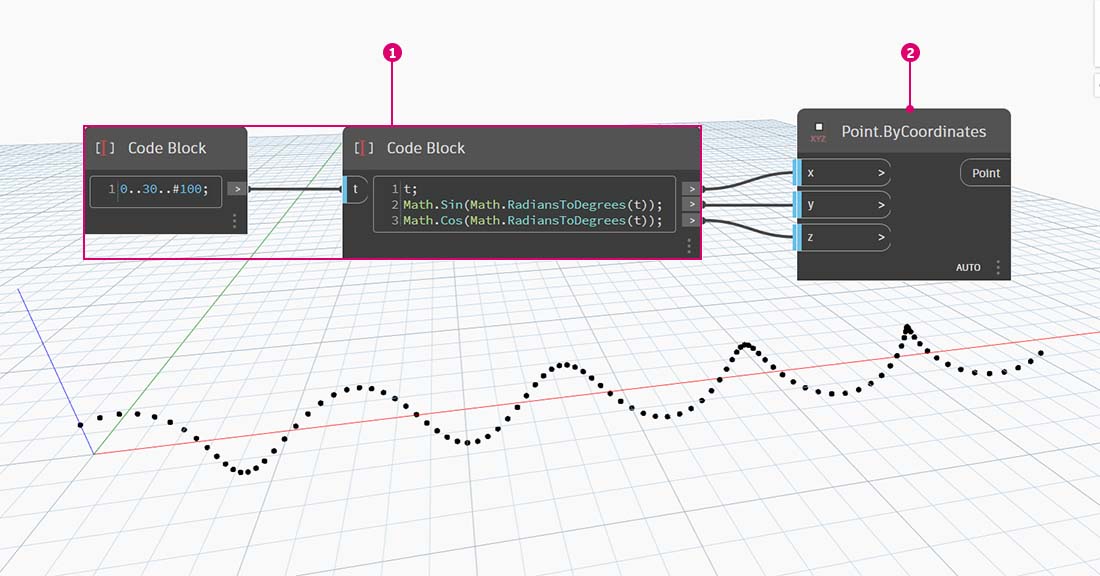 1
2
[ ] Code Block
1 0..30..#100;
>
[ ] Code Block
t
1 t;
2 Math.Sin(Math.RadiansToDegrees(t));
3 Math.Cos(Math.RadiansToDegrees(t));
>
>
>
XYZ
Point.ByCoordinates
x >
y >
z >
Point
AUTO